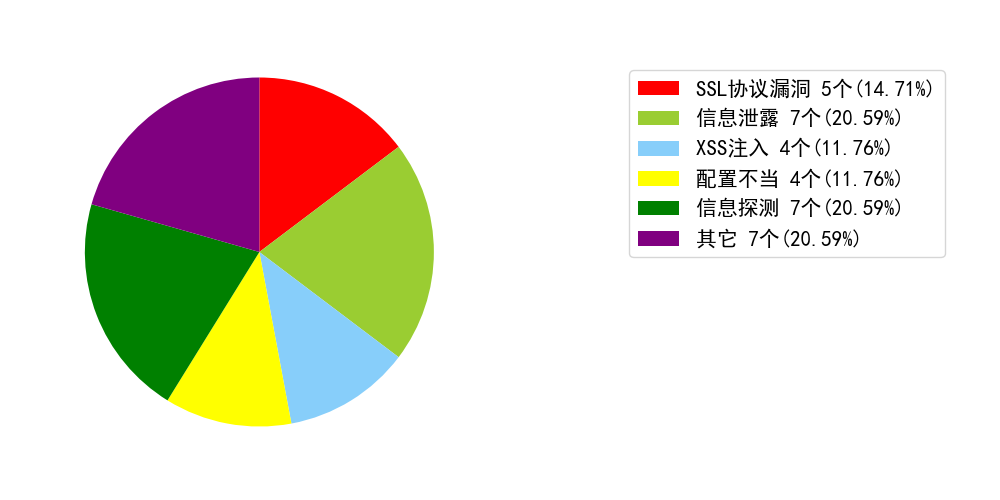 SSL协议漏洞 5个(14.71%)
信息泄露 7个(20.59%)
XSS注入 4个(11.76%)
配置不当 4个(11.76%)
信息探测 7个(20.59%)
其它 7个(20.59%)